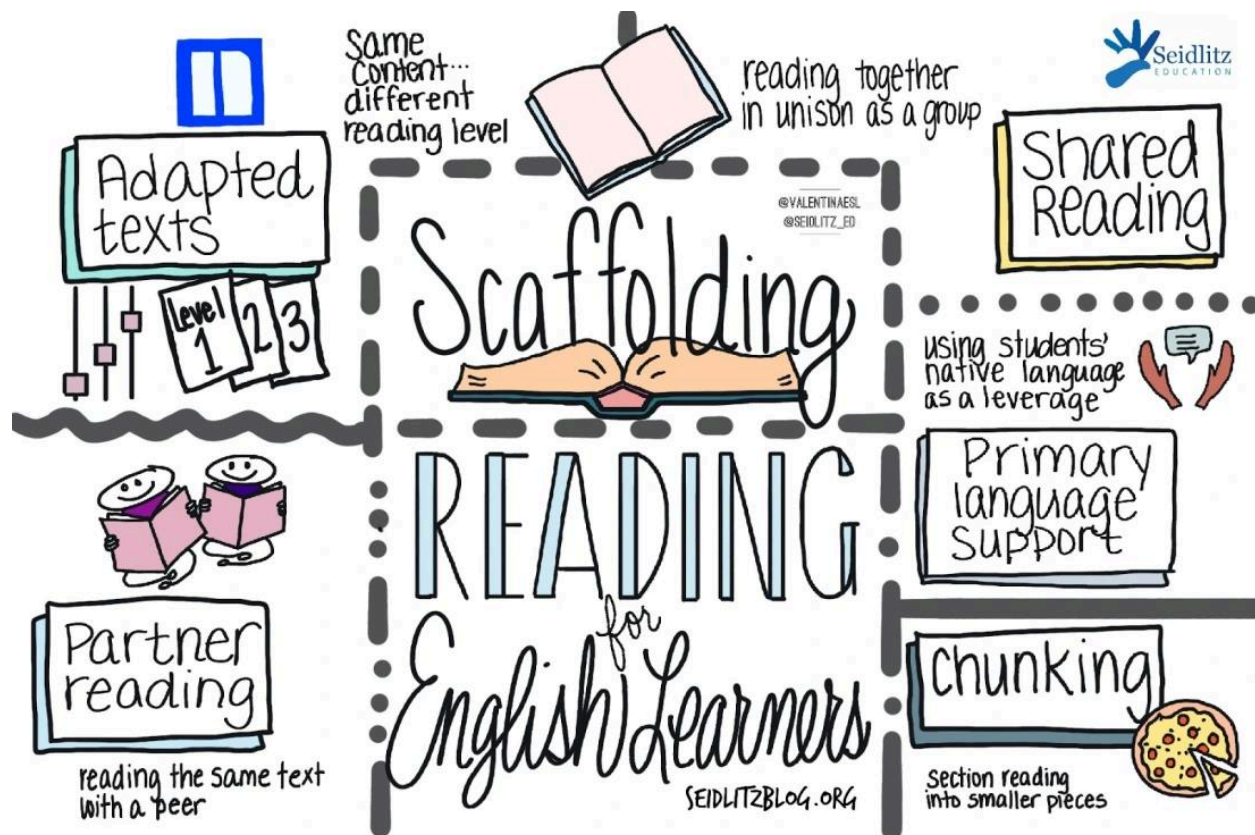 Same
content...
different
reading level
Adapted
texts
Level
1
2
3
reading together
in unison as a group
Seidlitz
EDUCATION
Shared
Reading
@VALENTINAESL
@SEIDLITZ_ED
Scaffolding
READING
for
English Learners
SEIDLITZBLOG.ORG
using students'
native language
as a leverage
Primary
language
support
Partner
reading
reading the same text
with a peer
chunking
section reading
into smaller pieces